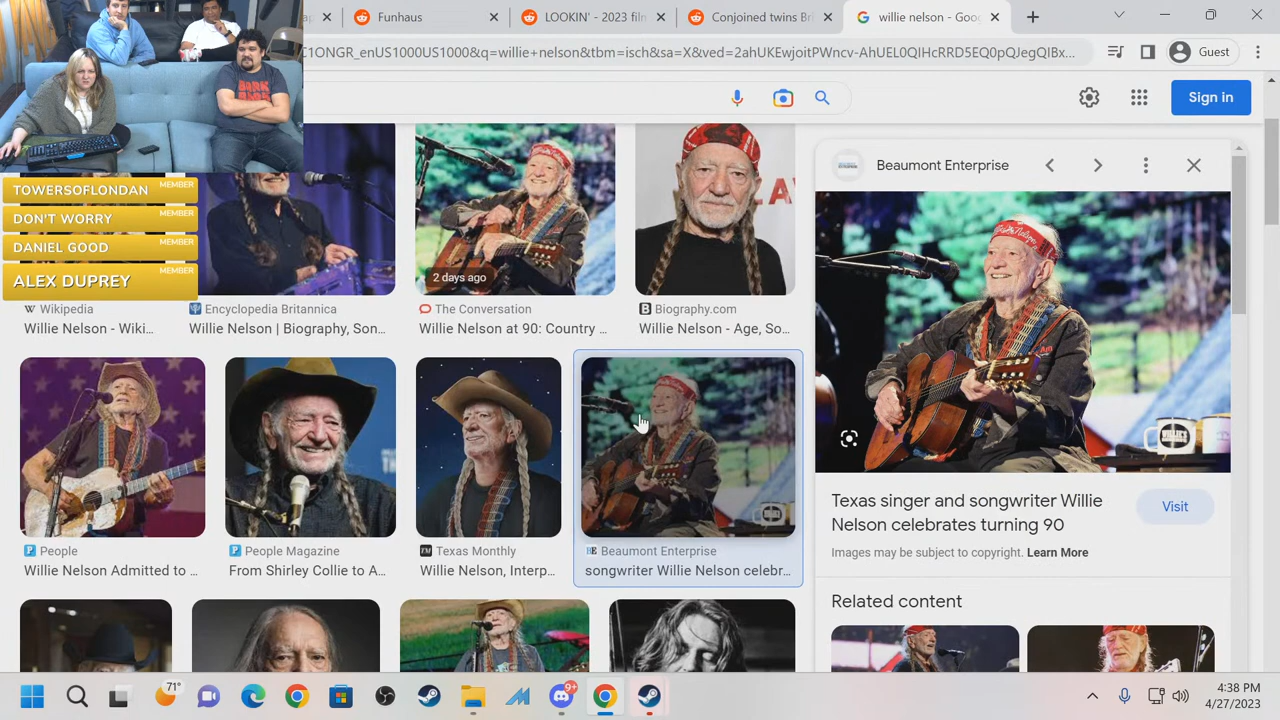 Funhaus
LOOKIN' - 2023 film
Conjoined twins Bri
willie nelson - Goo
C1ONGR_enUS1000US1000&q=willie+nelson&tbm=isch&sa=X&ved=2ahUKEwjoitPWncv-AhUEL0QIHcRRD5EQ0pQJegQIBx...
Guest
Sign in
TOWERSOFLONDAN MEMBER
DON'T WORRY MEMBER
DANIEL GOOD MEMBER
ALEX DUPREY MEMBER
2 days ago
Wikipedia
Willie Nelson - Wiki...
Encyclopedia Britannica
Willie Nelson | Biography, Son...
The Conversation
Willie Nelson at 90: Country ...
Biography.com
Willie Nelson - Age, So...
People
Willie Nelson Admitted to ...
People Magazine
From Shirley Collie to A...
Texas Monthly
Willie Nelson, Interp...
Beaumont Enterprise
songwriter Willie Nelson celebr...
Beaumont Enterprise
Texas singer and songwriter Willie
Nelson celebrates turning 90
Visit
Images may be subject to copyright. Learn More
Related content
71°
9+
4:38 PM
4/27/2023